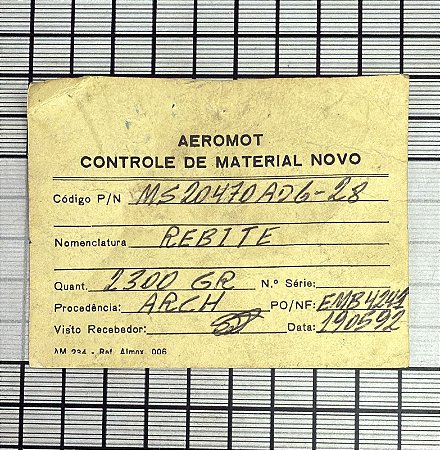 AEROMOT
CONTROLE DE MATERIAL NOVO
Código P/N MS20470AD6-28
Nomenclatura REBITE
Quant. 2300 GR N.º Série:
Procedência: ARCH PO/NF: EMB4241
Visto Recebedor: Data: 190592
AM 234 - Ref. Almox. 006